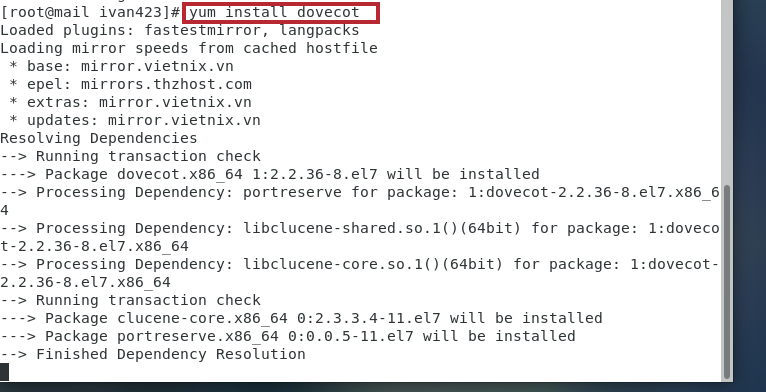 [root@mail ivan423]# yum install dovecot
Loaded plugins: fastestmirror, langpacks
Loading mirror speeds from cached hostfile
 * base: mirror.vietnix.vn
 * epel: mirrors.thzhost.com
 * extras: mirror.vietnix.vn
 * updates: mirror.vietnix.vn
Resolving Dependencies
--> Running transaction check
---> Package dovecot.x86_64 1:2.2.36-8.el7 will be installed
--> Processing Dependency: portreserve for package: 1:dovecot-2.2.36-8.el7.x86_6
4
--> Processing Dependency: libclucene-shared.so.1()(64bit) for package: 1:doveco
t-2.2.36-8.el7.x86_64
--> Processing Dependency: libclucene-core.so.1()(64bit) for package: 1:dovecot-
2.2.36-8.el7.x86_64
--> Running transaction check
---> Package clucene-core.x86_64 0:2.3.3.4-11.el7 will be installed
---> Package portreserve.x86_64 0:0.0.5-11.el7 will be installed
--> Finished Dependency Resolution